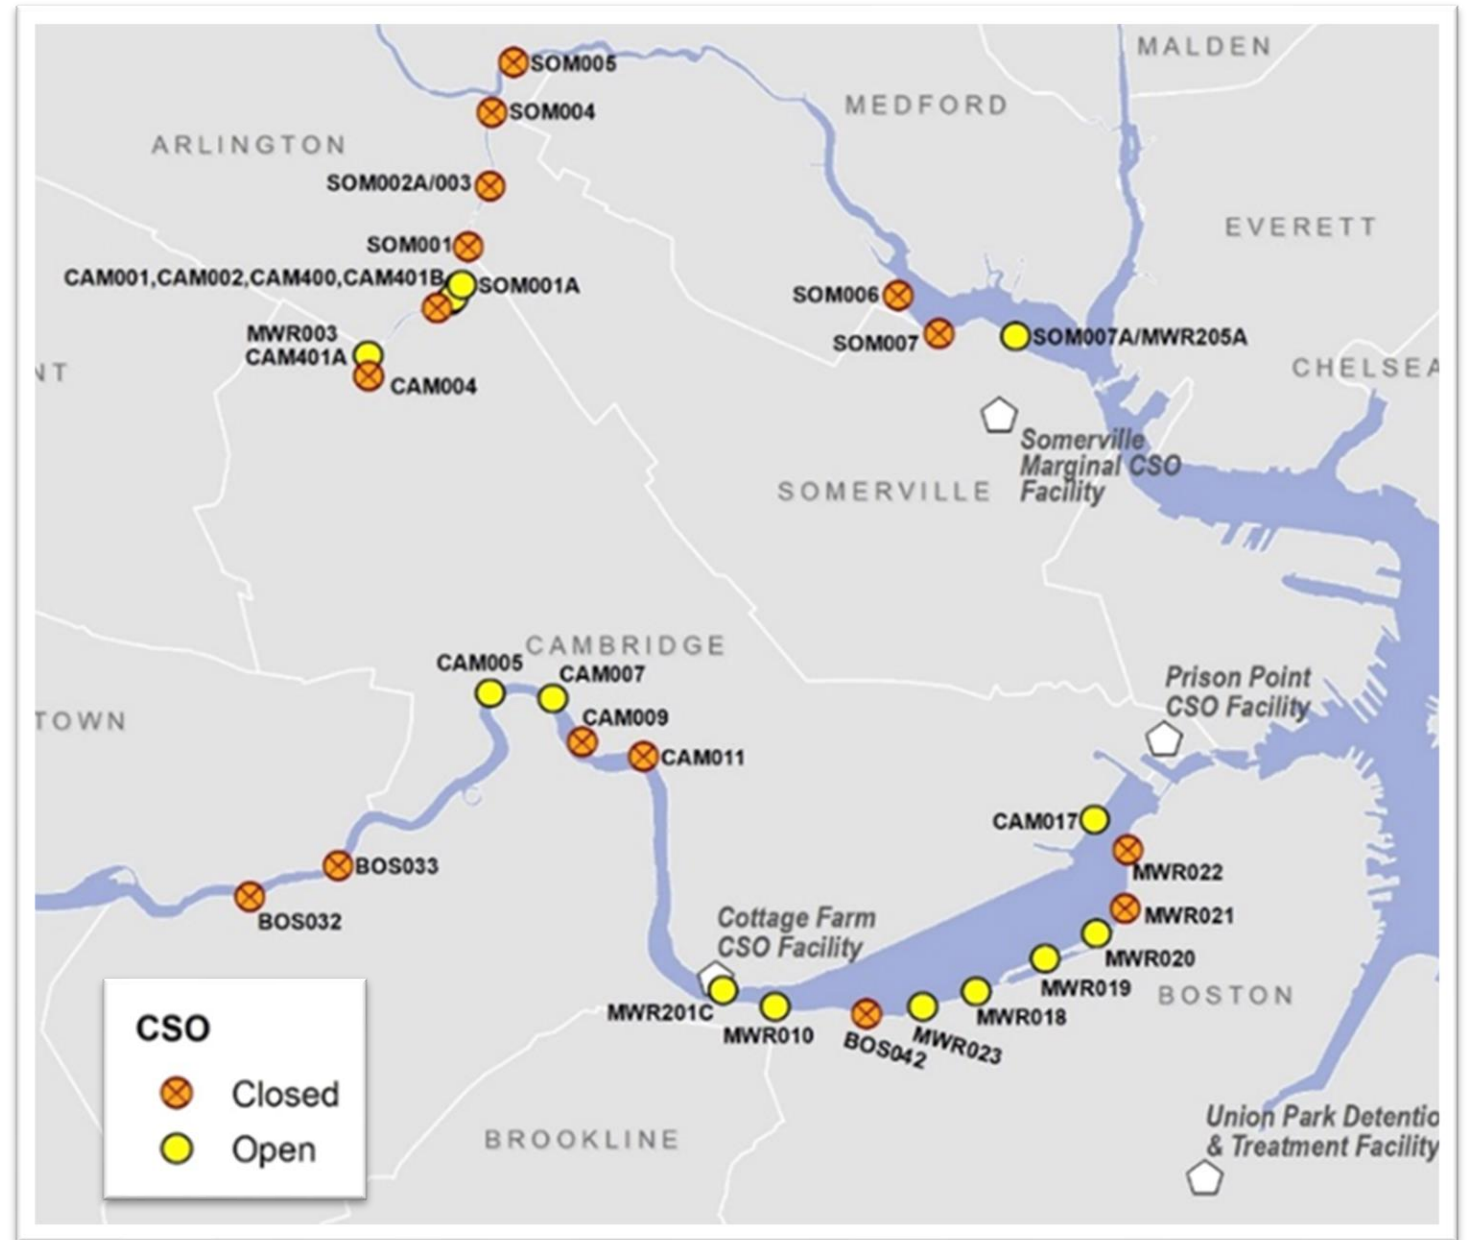 MALDEN
SOM005
MEDFORD
SOM004
ARLINGTON
SOM002A/003
EVERETT
SOM001
CAM001,CAM002,CAM400,CAM401B
SOM001A
SOM006
MWR003
CAM401A
SOM007
SOM007A/MWR205A
NT
CAM004
CHELSEA
Somerville
Marginal CSO
Facility
SOMERVILLE
CAMBRIDGE
CAM005
CAM007
Prison Point
CSO Facility
TOWN
CAM009
CAM011
CAM017
BOS033
MWR022
BOS032
Cottage Farm
CSO Facility
MWR021
MWR020
MWR019
BOSTON
MWR201C
MWR018
MWR010
BOS042
MWR023
CSO
Closed
Open
BROOKLINE
Union Park Detentio
& Treatment Facility